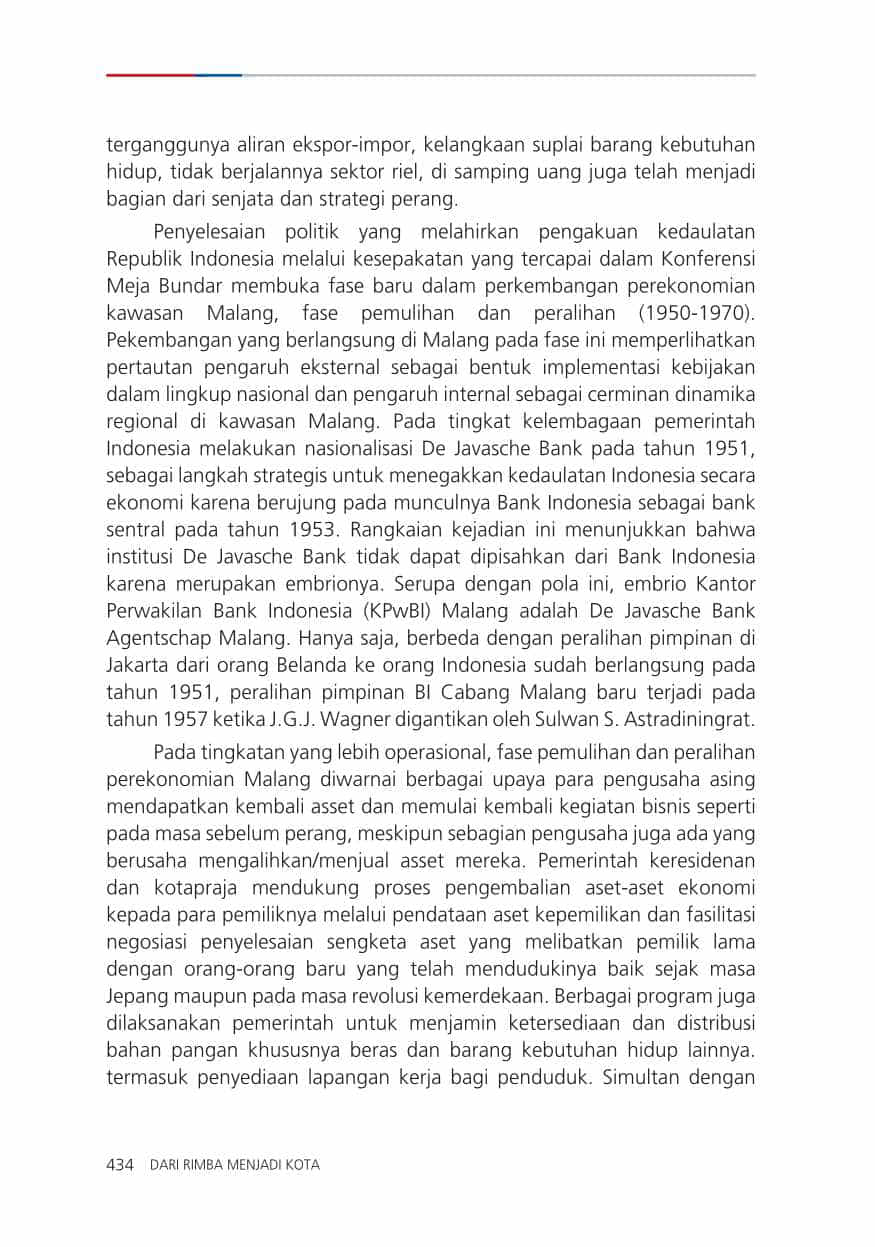 terganggunya aliran ekspor-impor, kelangkaan suplai barang kebutuhan
hidup, tidak berjalannya sektor riel, di samping uang juga telah menjadi
bagian dari senjata dan strategi perang.
Penyelesaian politik yang melahirkan pengakuan kedaulatan
Republik Indonesia melalui kesepakatan yang tercapai dalam Konferensi
Meja Bundar membuka fase baru dalam perkembangan perekonomian
kawasan Malang, fase pemulihan dan peralihan (1950-1970).
Pekembangan yang berlangsung di Malang pada fase ini memperlihatkan
pertautan pengaruh eksternal sebagai bentuk implementasi kebijakan
dalam lingkup nasional dan pengaruh internal sebagai cerminan dinamika
regional di kawasan Malang. Pada tingkat kelembagaan pemerintah
Indonesia melakukan nasionalisasi De Javasche Bank pada tahun 1951,
sebagai langkah strategis untuk menegakkan kedaulatan Indonesia secara
ekonomi karena berujung pada munculnya Bank Indonesia sebagai bank
sentral pada tahun 1953. Rangkaian kejadian ini menunjukkan bahwa
institusi De Javasche Bank tidak dapat dipisahkan dari Bank Indonesia
karena merupakan embrionya. Serupa dengan pola ini, embrio Kantor
Perwakilan Bank Indonesia (KPwBI) Malang adalah De Javasche Bank
Agentschap Malang. Hanya saja, berbeda dengan peralihan pimpinan di
Jakarta dari orang Belanda ke orang Indonesia sudah berlangsung pada
tahun 1951, peralihan pimpinan BI Cabang Malang baru terjadi pada
tahun 1957 ketika J.G.J. Wagner digantikan oleh Sulwan S. Astradiningrat.
Pada tingkatan yang lebih operasional, fase pemulihan dan peralihan
perekonomian Malang diwarnai berbagai upaya para pengusaha asing
mendapatkan kembali asset dan memulai kembali kegiatan bisnis seperti
pada masa sebelum perang, meskipun sebagian pengusaha juga ada yang
berusaha mengalihkan/menjual asset mereka. Pemerintah keresidenan
dan kotapraja mendukung proses pengembalian aset-aset ekonomi
kepada para pemiliknya melalui pendataan aset kepemilikan dan fasilitasi
negosiasi penyelesaian sengketa aset yang melibatkan pemilik lama
dengan orang-orang baru yang telah mendudukinya baik sejak masa
Jepang maupun pada masa revolusi kemerdekaan. Berbagai program juga
dilaksanakan pemerintah untuk menjamin ketersediaan dan distribusi
bahan pangan khususnya beras dan barang kebutuhan hidup lainnya.
termasuk penyediaan lapangan kerja bagi penduduk. Simultan dengan
434 DARI RIMBA MENJADI KOTA